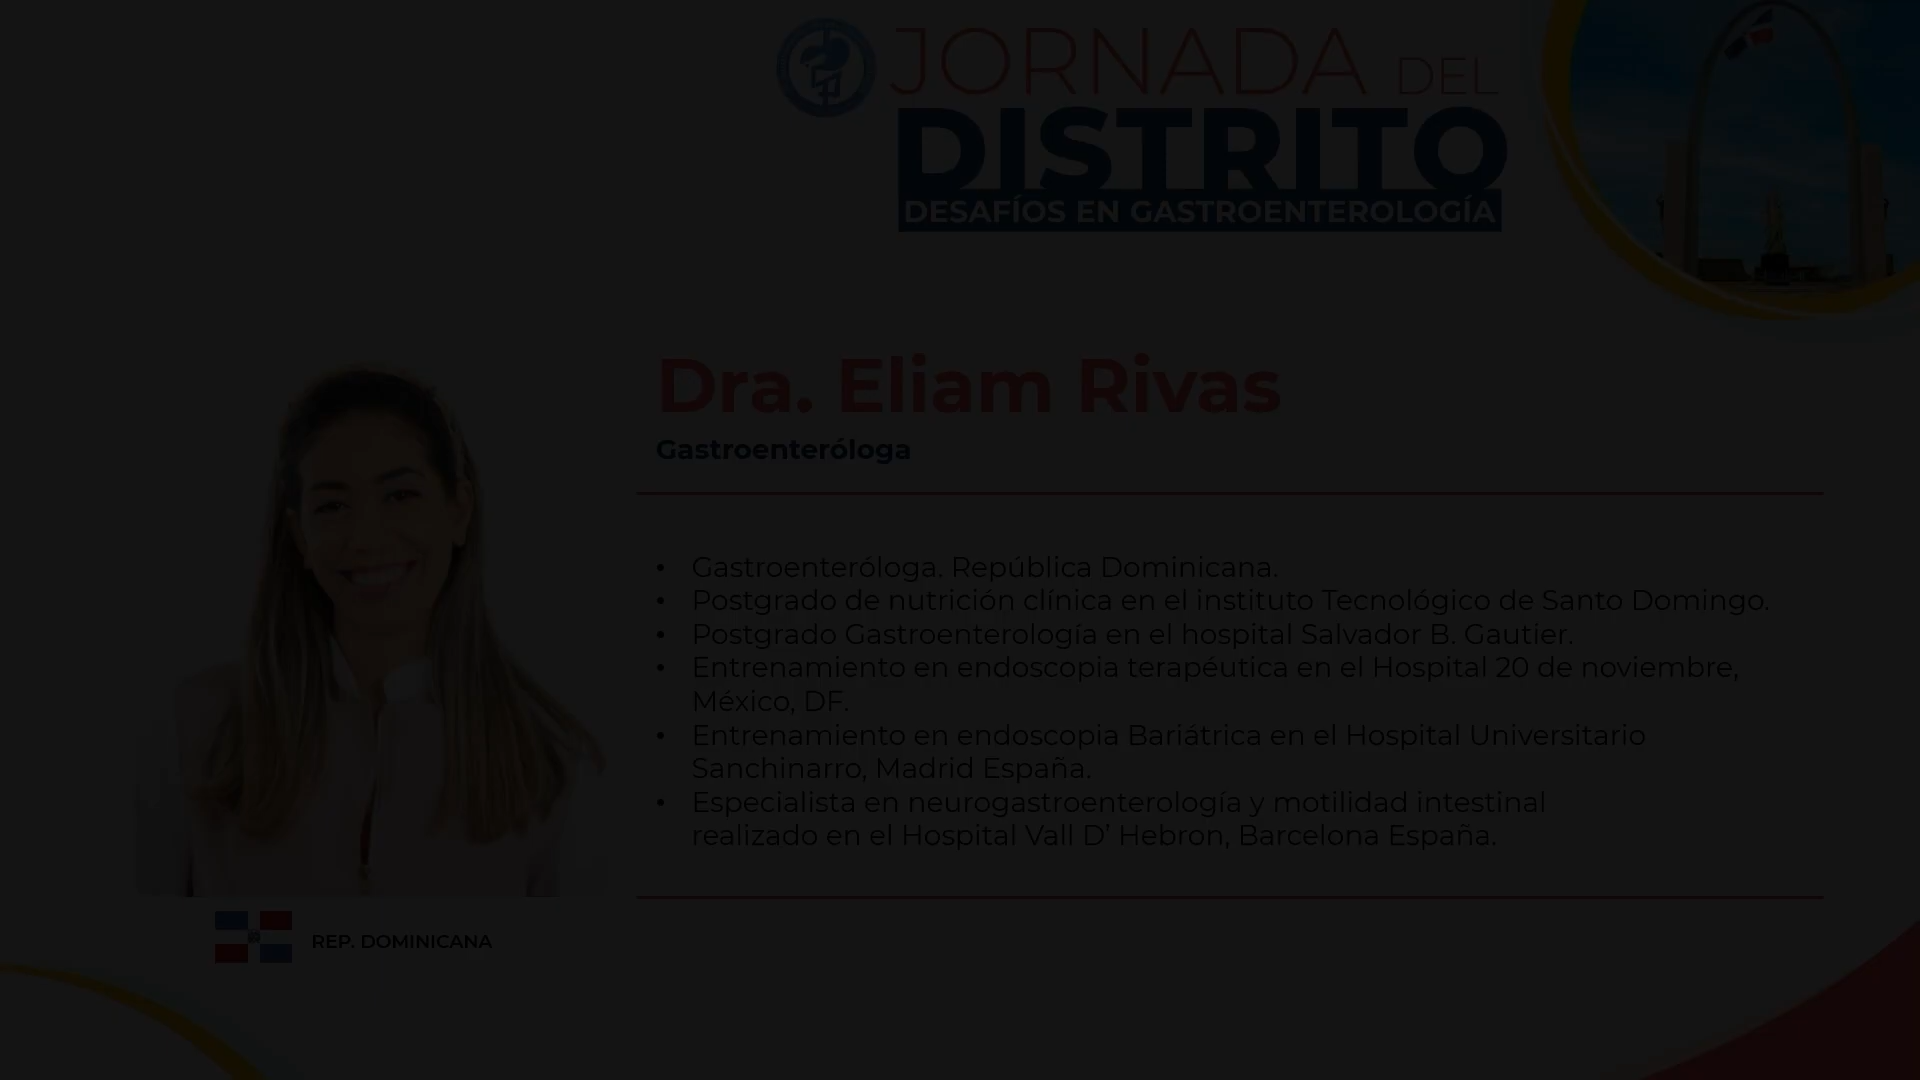 JORNADA DEL
DISTRITO
DESAFÍOS EN GASTROENTEROLOGÍA
Dra. Eliam Rivas
Gastroenteróloga
• Gastroenteróloga. República Dominicana.
• Postgrado de nutrición clínica en el instituto Tecnológico de Santo Domingo.
• Postgrado Gastroenterología en el hospital Salvador B. Gautier.
• Entrenamiento en endoscopia terapéutica en el Hospital 20 de noviembre,
México, DF.
• Entrenamiento en endoscopia Bariátrica en el Hospital Universitario
Sanchinarro, Madrid España.
• Especialista en neurogastroenterología y motilidad intestinal
realizado en el Hospital Vall D’ Hebron, Barcelona España.
REP. DOMINICANA